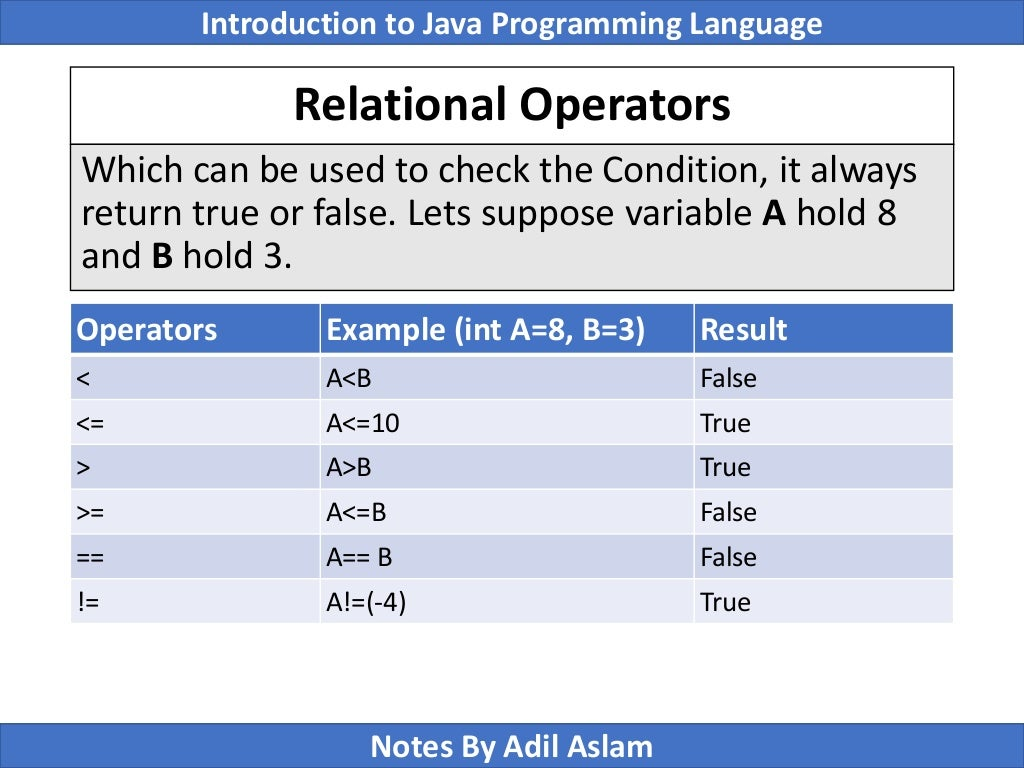 Introduction to Java Programming Language
Relational Operators
Which can be used to check the Condition, it always
return true or false. Lets suppose variable A hold 8
and B hold 3.
Operators Example (int A=8, B=3) Result
< A<B False
<= A<=10 True
> A>B True
>= A<=B False
== A== B False
!= A!=(-4) True
Notes By Adil Aslam